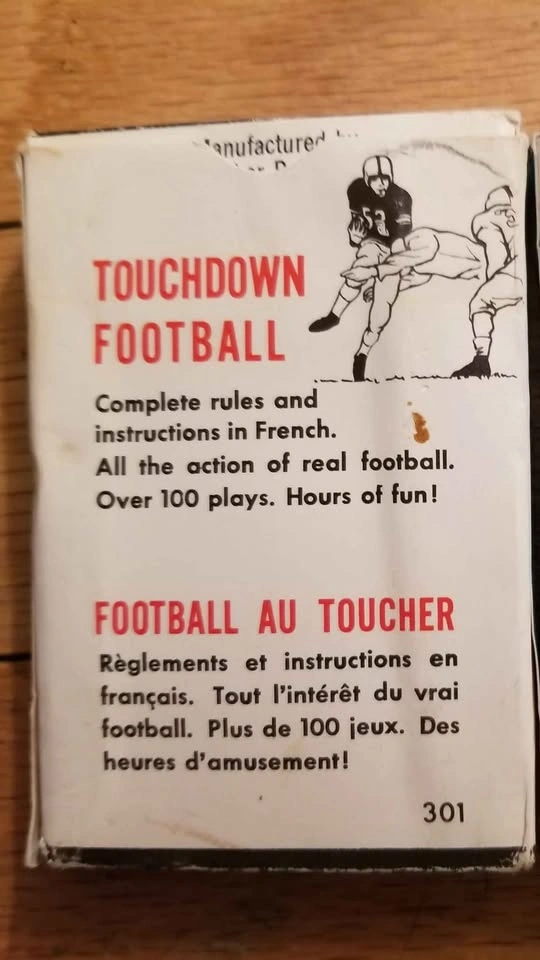 Manufactured
TOUCHDOWN
FOOTBALL
Complete rules and
instructions in French.
All the action of real football.
Over 100 plays. Hours of fun!
FOOTBALL AU TOUCHER
Règlements et instructions en
français. Tout l'intérêt du vrai
football. Plus de 100 jeux. Des
heures d'amusement!
301
52